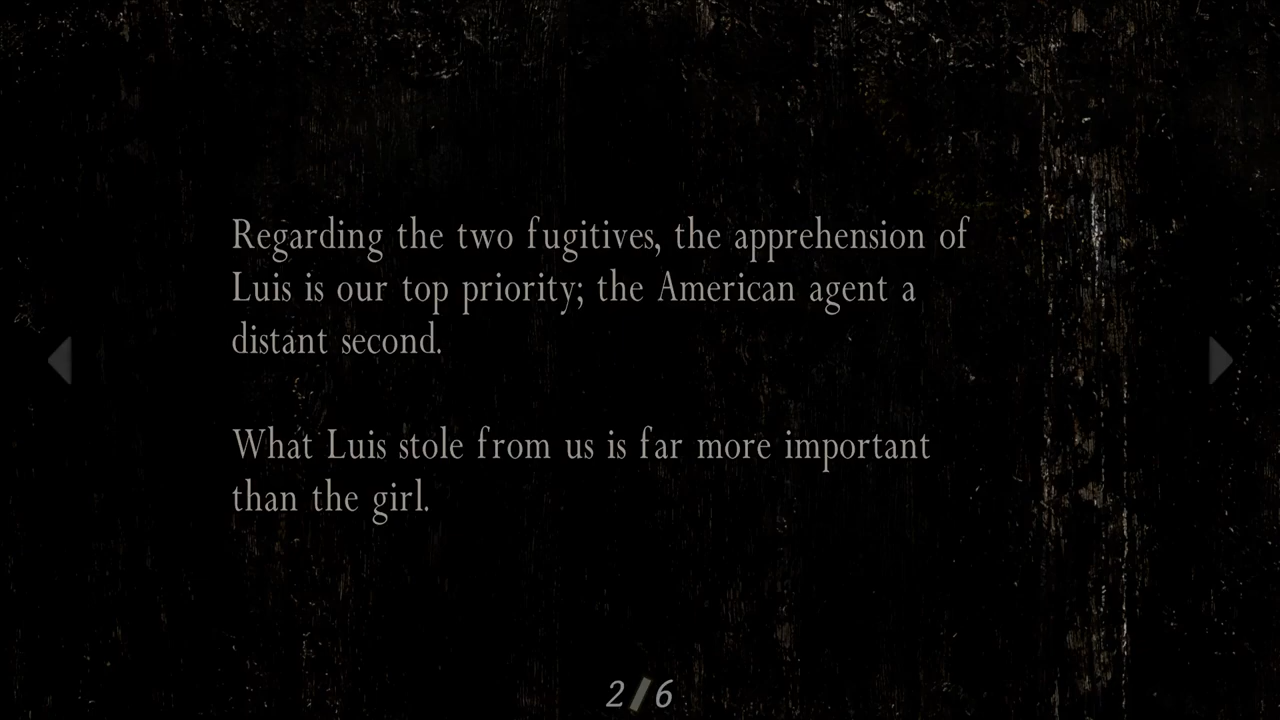 Regarding the two fugitives, the apprehension of
Luis is our top priority; the American agent a
distant second.
What Luis stole from us is far more important
than the girl.
2/6